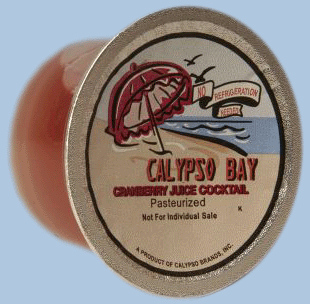 NO
REFRIGERATION
NEEDED
CALYPSO BAY
CRANBERRY JUICE COCKTAIL
Pasteurized
Not For Individual Sale
K
A PRODUCT OF CALYPSO BRANDS, INC.